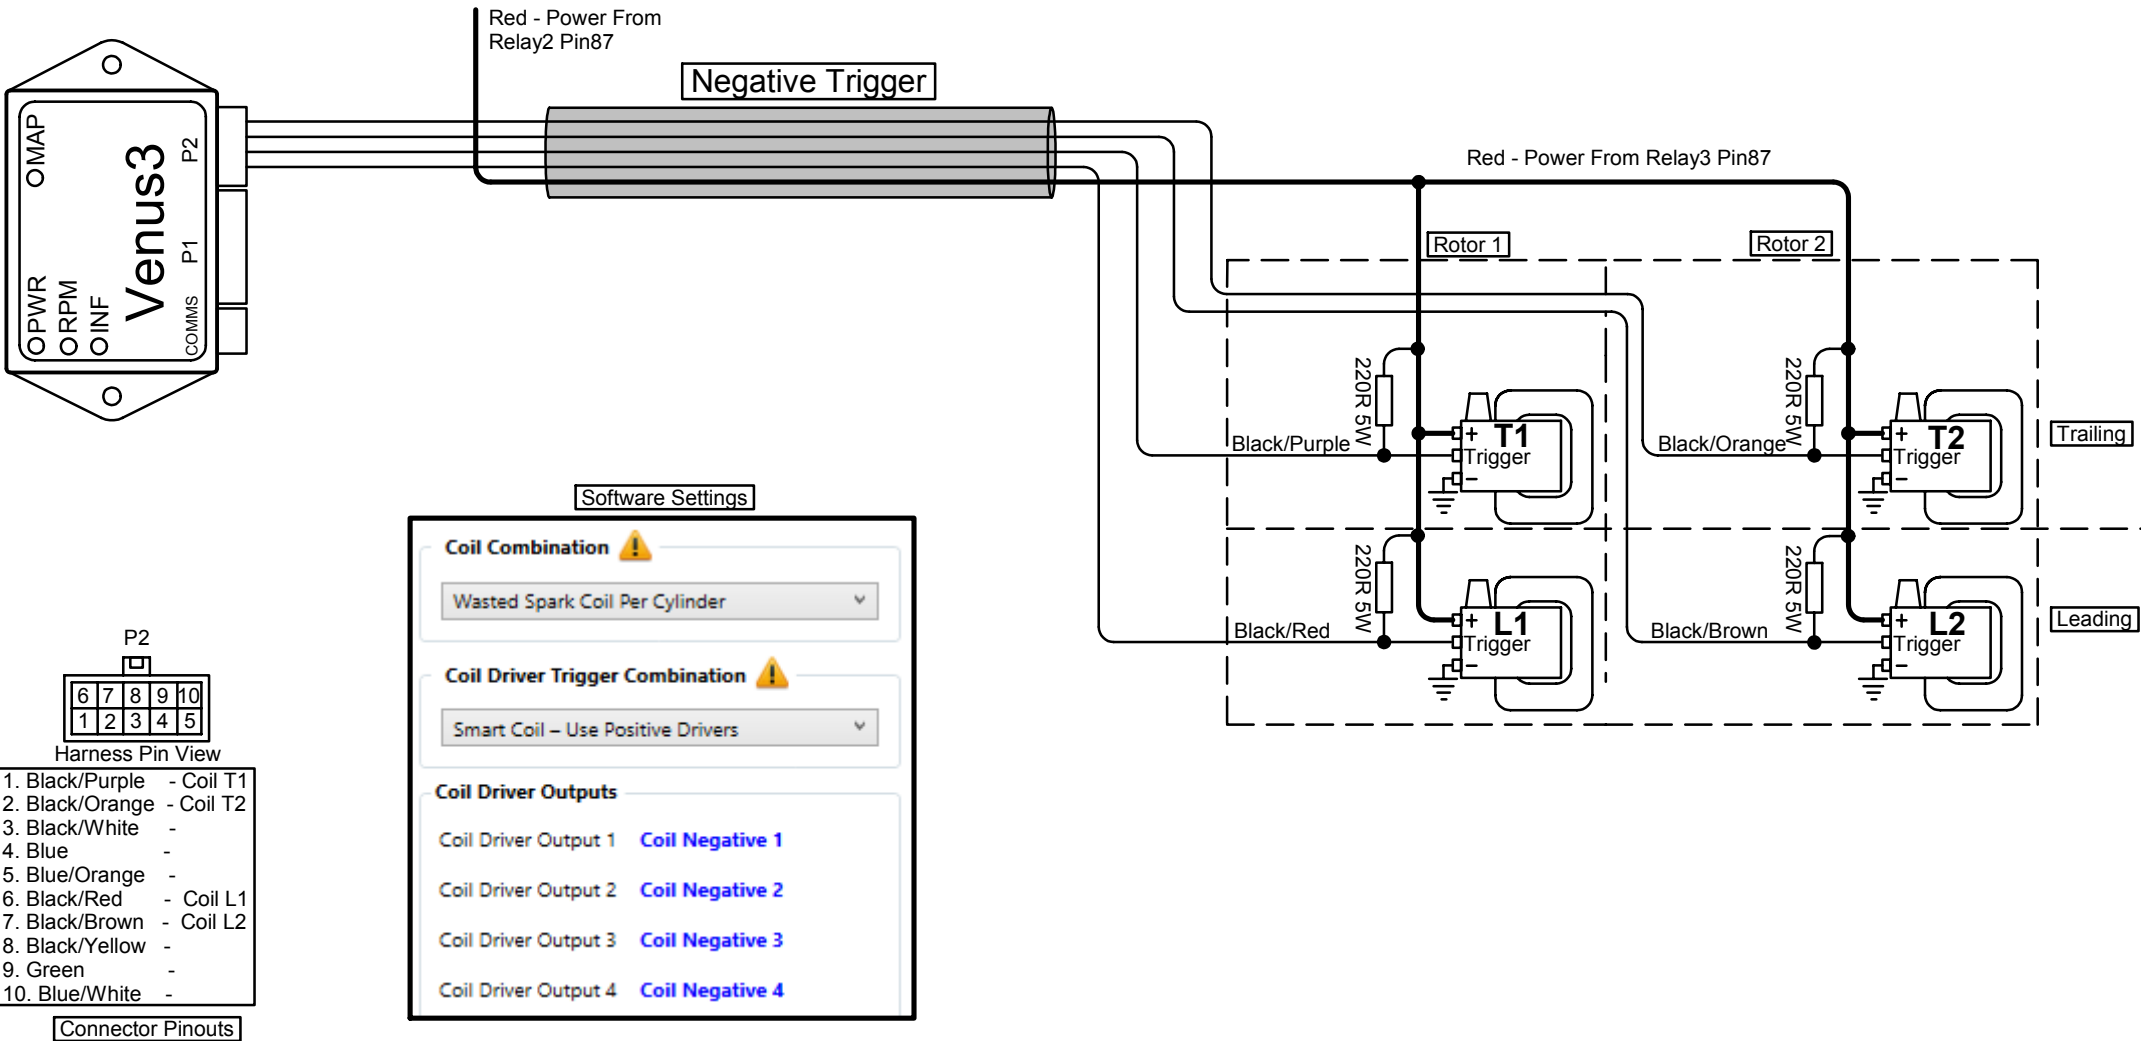 Red - Power From
Relay2 Pin87
Negative Trigger
MAP
PWR
RPM
INF
Venus3
P2
P1
COMMS
Red - Power From Relay3 Pin87
Rotor 1
Rotor 2
220R 5W
Black/Purple
+ T1
Trigger
-
220R 5W
Black/Orange
+ T2
Trigger
-
Trailing
220R 5W
Black/Red
+ L1
Trigger
-
220R 5W
Black/Brown
+ L2
Trigger
-
Leading
Software Settings
Coil Combination
Wasted Spark Coil Per Cylinder
Coil Driver Trigger Combination
Smart Coil – Use Positive Drivers
Coil Driver Outputs
Coil Driver Output 1 Coil Negative 1
Coil Driver Output 2 Coil Negative 2
Coil Driver Output 3 Coil Negative 3
Coil Driver Output 4 Coil Negative 4
P2
6 7 8 9 10
1 2 3 4 5
Harness Pin View
1. Black/Purple - Coil T1
2. Black/Orange - Coil T2
3. Black/White -
4. Blue -
5. Blue/Orange -
6. Black/Red - Coil L1
7. Black/Brown - Coil L2
8. Black/Yellow -
9. Green -
10. Blue/White -
Connector Pinouts